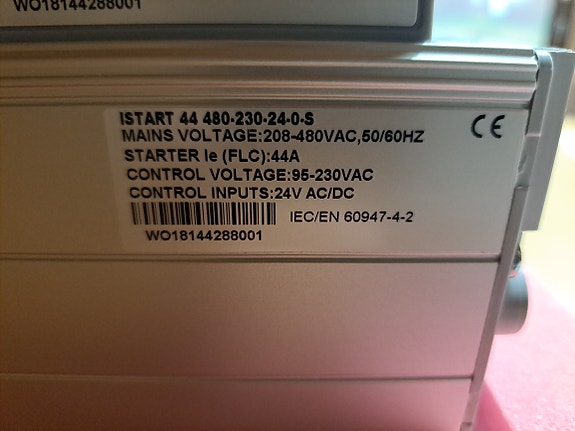 WO18144288001
ISTART 44 480-230-24-0-S
MAINS VOLTAGE:208-480VAC,50/60HZ
STARTER Ie (FLC):44A
CONTROL VOLTAGE:95-230VAC
CONTROL INPUTS:24V AC/DC
IEC/EN 60947-4-2
WO18144288001
CE